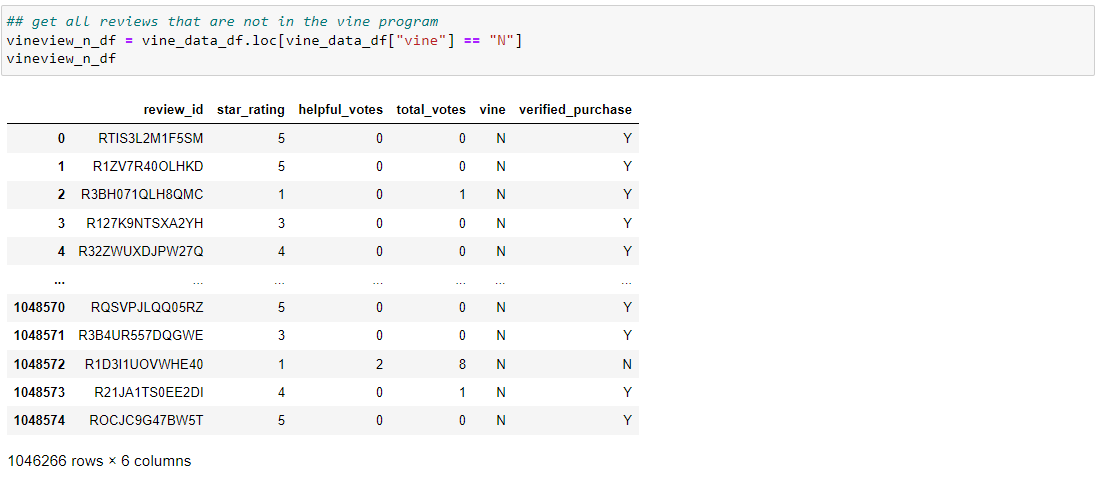 ## get all reviews that are not in the vine program
vineview_n_df = vine_data_df.loc[vine_data_df["vine"] == "N"]
vineview_n_df
review_id star_rating helpful_votes total_votes vine verified_purchase
0 RTIS3L2M1F5SM 5 0 0 N Y
1 R1ZV7R40OLHKD 5 0 0 N Y
2 R3BH071QLH8QMC 1 0 1 N Y
3 R127K9NTSXA2YH 3 0 0 N Y
4 R32ZWUXDJPW27Q 4 0 0 N Y
... ... ... ... ... ... ...
1048570 RQSVPJLQQ05RZ 5 0 0 N Y
1048571 R3B4UR557DQGWE 3 0 0 N Y
1048572 R1D3I1UOVWHE40 1 2 8 N N
1048573 R21JA1TS0EE2DI 4 0 1 N Y
1048574 ROCJC9G47BW5T 5 0 0 N Y
1046266 rows × 6 columns